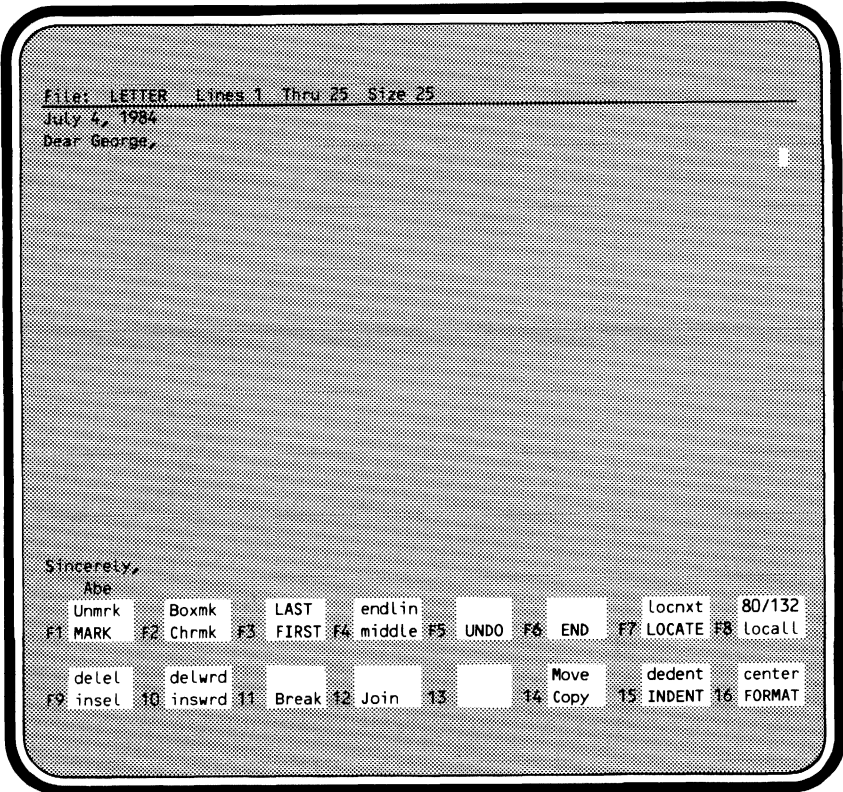 File: LETTER Lines 1 Thru 25 Size 25
July 4, 1984
Dear George,
Sincerely,
Abe
Unmrk Boxmk LAST endlin locnxt 80/132
F1 MARK F2 Chrmk F3 FIRST F4 middle F5 UNDO F6 END F7 LOCATE F8 locall
delel delwrd Move dedent center
F9 insel 10 inswrd 11 Break 12 Join 13 14 Copy 15 INDENT 16 FORMAT